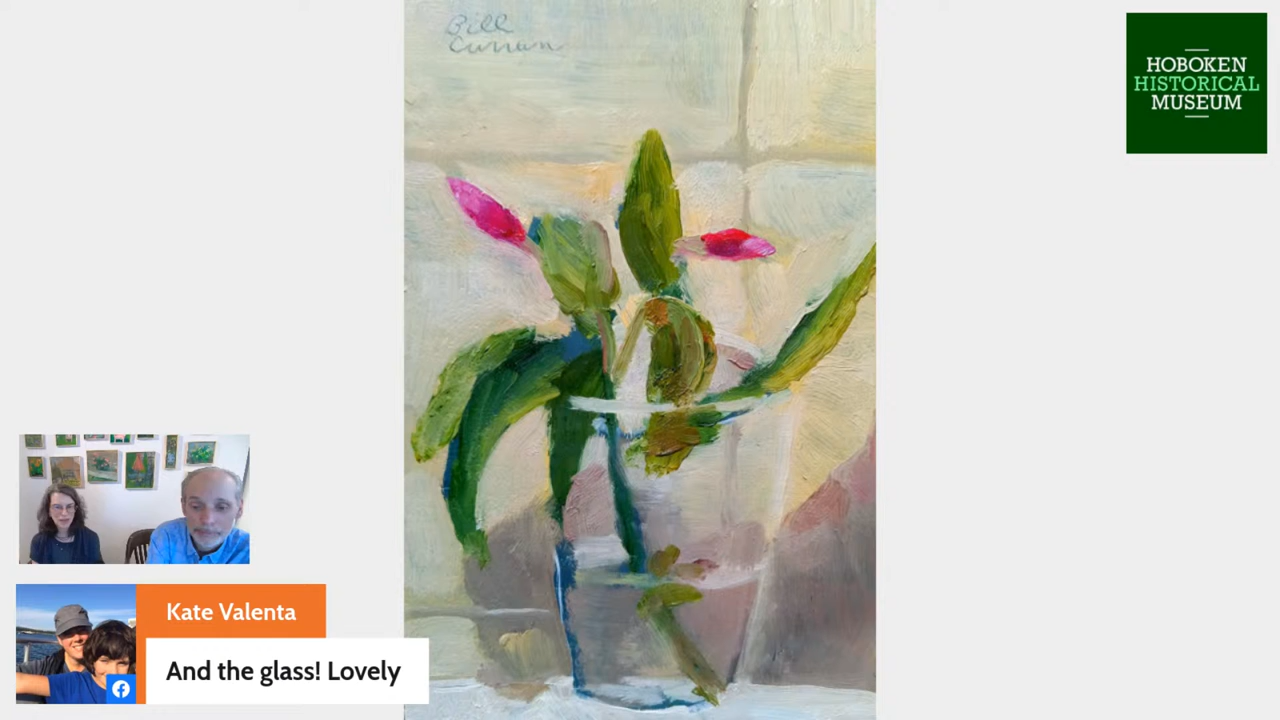 Bill
Curran
HOBOKEN
HISTORICAL
MUSEUM
Kate Valenta
And the glass! Lovely